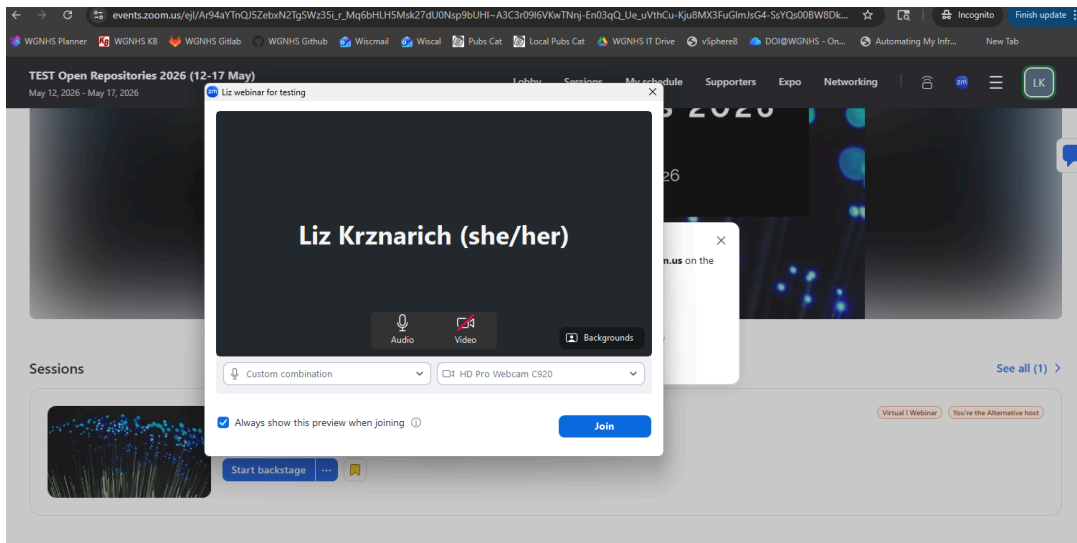 events.zoom.us/ejl/Ar94aYTnQJ5ZebxN2TgSWz35i_r_Mq6bHLH5Msk27dU0Nsp9bUHI~A3C3r09I6VKwTNnj-En03qQ_Ue_uVthCu-Kju8MX3FuGlmJsG4-SsYQs00BW8Dk...
Incognito
Finish update
WGNHS Planner
WGNHS KB
WGNHS Gitlab
WGNHS Github
Wiscmail
Wiscal
Pubs Cat
Local Pubs Cat
WGNHS IT Drive
vSphere8
DOI@WGNHS - On...
Automating My Infr...
New Tab
TEST Open Repositories 2026 (12-17 May)
May 12, 2026 - May 17, 2026
Lobby
Sessions
My schedule
Supporters
Expo
Networking
zm
LK
zm
Liz webinar for testing
2026
26
Liz Krznarich (she/her)
m.us on the
Audio
Video
Backgrounds
Custom combination
HD Pro Webcam C920
Always show this preview when joining
Join
Sessions
See all (1)
Virtual | Webinar
You're the Alternative host
Start backstage